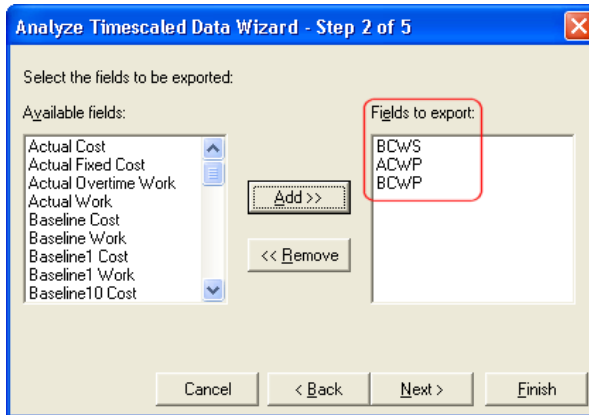 Analyze Timescaled Data Wizard - Step 2 of 5
Select the fields to be exported:
Available fields:
Actual Cost
Actual Fixed Cost
Actual Overtime Work
Actual Work
Baseline Cost
Baseline Work
Baseline1 Cost
Baseline1 Work
Baseline10 Cost
Add >>
<< Remove
Fields to export:
BCWS
ACWP
BCWP
Cancel
< Back
Next >
Finish